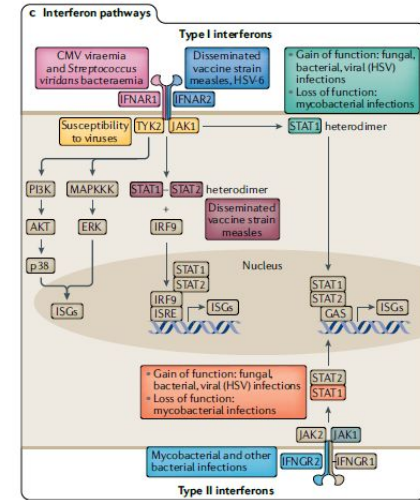 c Interferon pathways
Type I interferons
CMV viraemia
and Streptococcus
viridans bacteraemia
Disseminated
vaccine strain
measles, HSV-6
• Gain of function: fungal,
bacterial, viral (HSV)
infections
• Loss of function:
mycobacterial infections
IFNAR1
IFNAR2
Susceptibility
to viruses
TYK2
JAK1
STAT1 heterodimer
PI3K
MAPKKK
STAT1 – STAT2 heterodimer
+
Disseminated
vaccine strain
measles
AKT
ERK
IRF9
p38
ISGs
Nucleus
STAT1
STAT2
IRF9
ISRE
ISGs
STAT1
STAT2
GAS
ISGs
• Gain of function: fungal,
bacterial, viral (HSV) infections
• Loss of function:
mycobacterial infections
STAT2
STAT1
JAK2
JAK1
Mycobacterial and other
bacterial infections
IFNGR2
IFNGR1
Type II interferons